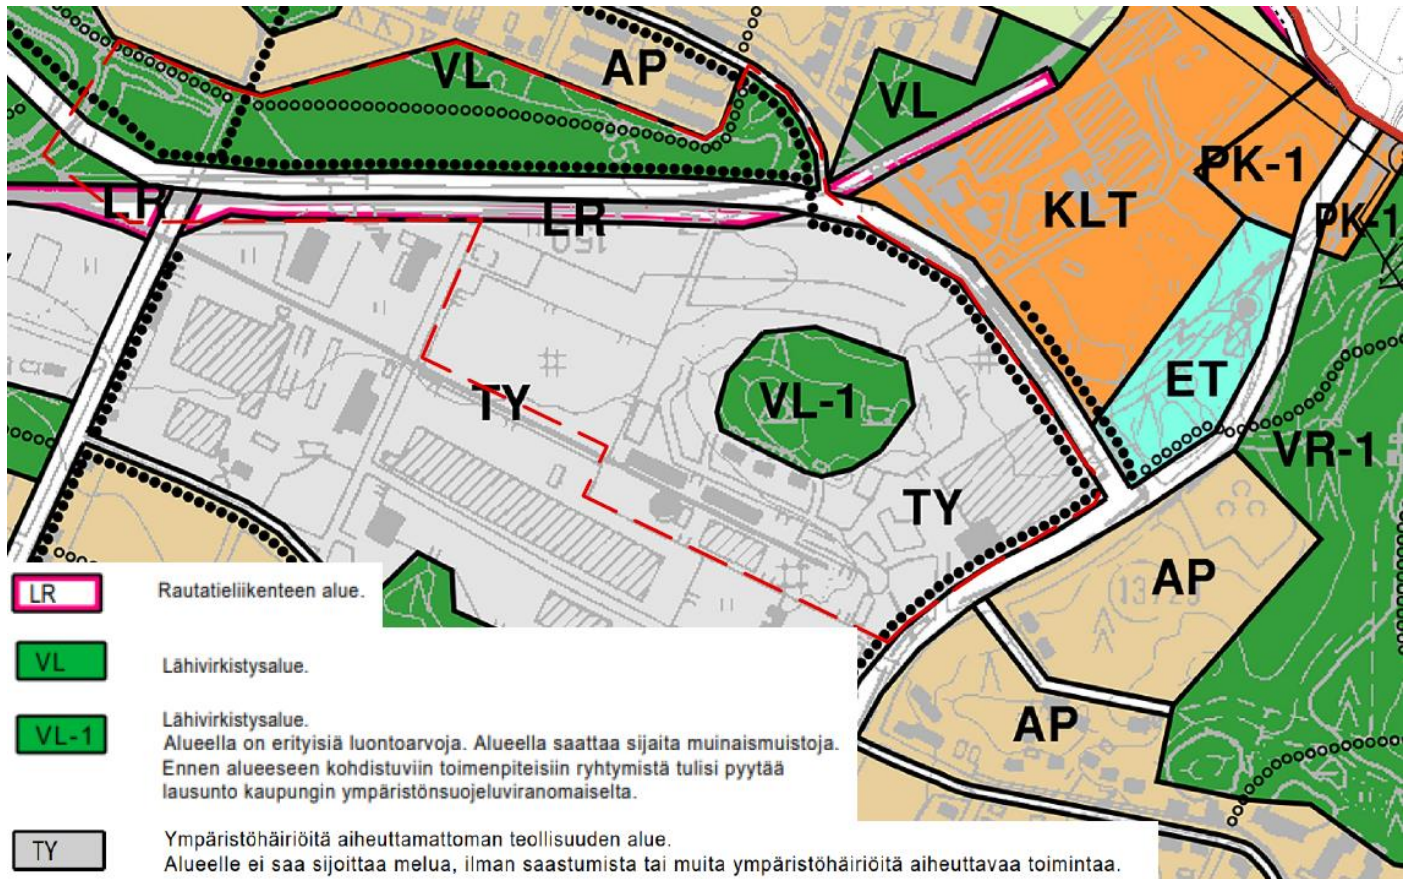 VL
AP
VL
PK-1
KLT
PK-1
LR
LR
150
ET
VL-1
TY
VR-1
TY
AP
AP
LR
Rautatieliikenteen alue.
VL
Lähivirkistysalue.
VL-1
Lähivirkistysalue.
Alueella on erityisiä luontoarvoja. Alueella saattaa sijaita muinaismuistoja.
Ennen alueeseen kohdistuviin toimenpiteisiin ryhtymistä tulisi pyytää
lausunto kaupungin ympäristönsuojeluviranomaiselta.
TY
Ympäristöhäiriöitä aiheuttamattoman teollisuuden alue.
Alueelle ei saa sijoittaa melua, ilman saastumista tai muita ympäristöhäiriöitä aiheuttavaa toimintaa.